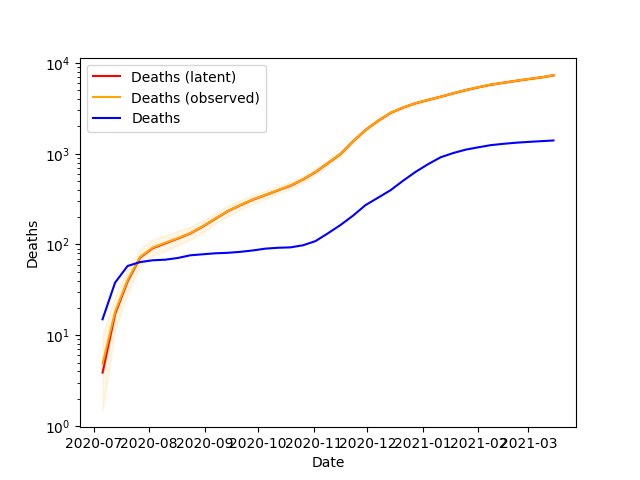 Deaths (latent)
Deaths (observed)
Deaths
10^4
10^3
10^2
10^1
10^0
Deaths
2020-07 2020-08 2020-09 2020-10 2020-11 2020-12 2021-01 2021-02 2021-03
Date